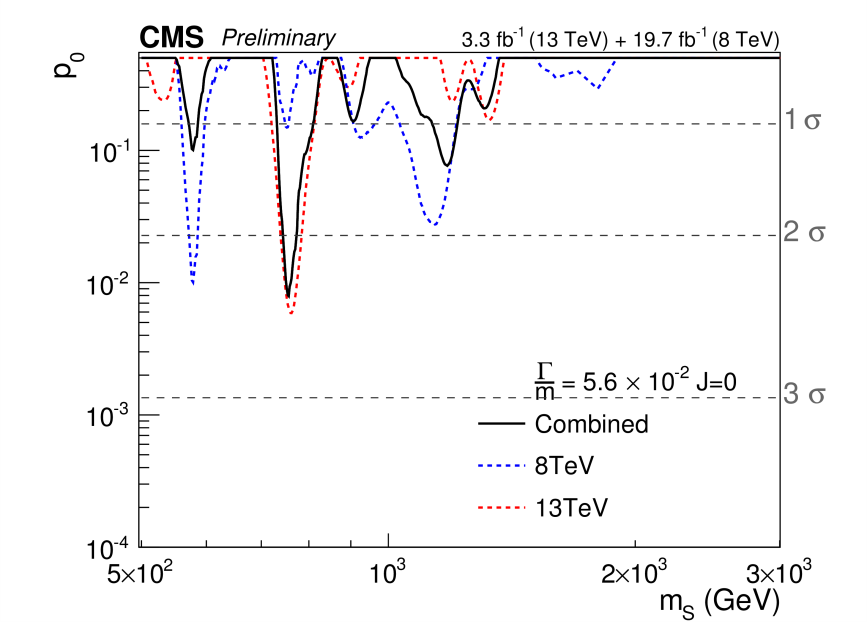 CMS Preliminary 3.3 fb⁻¹ (13 TeV) + 19.7 fb⁻¹ (8 TeV)
p₀
1 σ
10⁻¹
2 σ
10⁻²
Γ/m = 5.6 × 10⁻² J=0
3 σ
10⁻³
Combined
8TeV
13TeV
10⁻⁴
5×10² 10³ 2×10³ 3×10³
m_S (GeV)